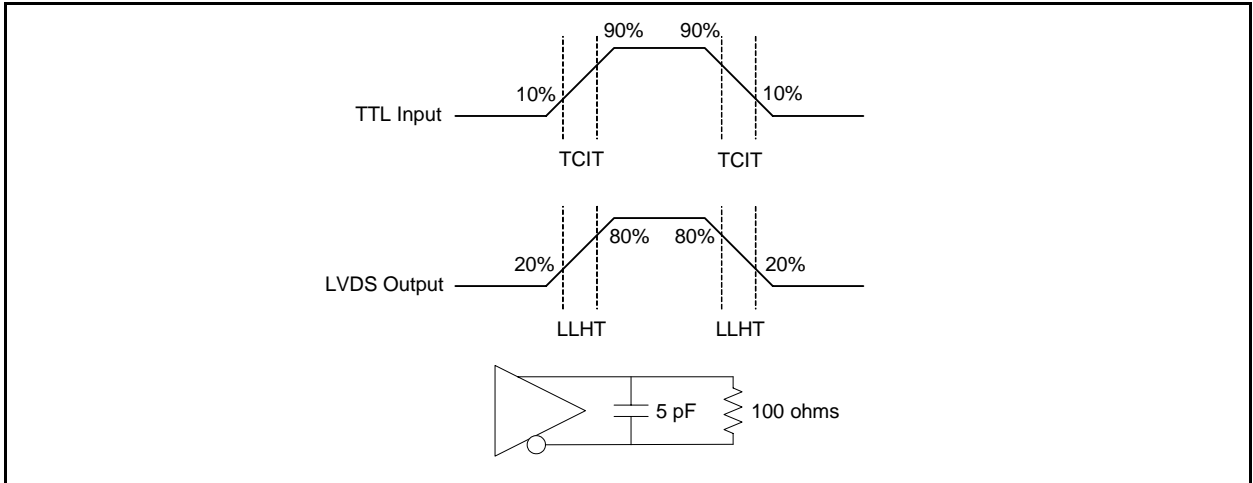 90% 90%
10% 10%
TTL Input
TCIT TCIT
80% 80%
20% 20%
LVDS Output
LLHT LLHT
5 pF 100 ohms